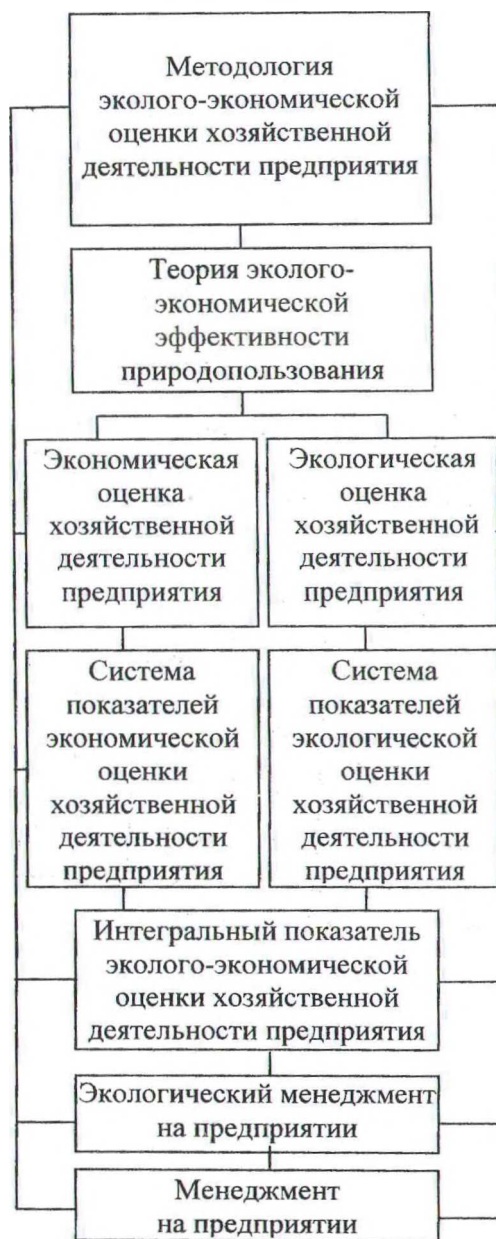 Методология
эколого-экономической
оценки хозяйственной
деятельности предприятия
Теория эколого-
экономической
эффективности
природопользования
Экономическая
оценка
хозяйственной
деятельности
предприятия
Экологическая
оценка
хозяйственной
деятельности
предприятия
Система
показателей
экономической
оценки
хозяйственной
деятельности
предприятия
Система
показателей
экологической
оценки
хозяйственной
деятельности
предприятия
Интегральный показатель
эколого-экономической
оценки хозяйственной
деятельности предприятия
Экологический менеджмент
на предприятии
Менеджмент
на предприятии